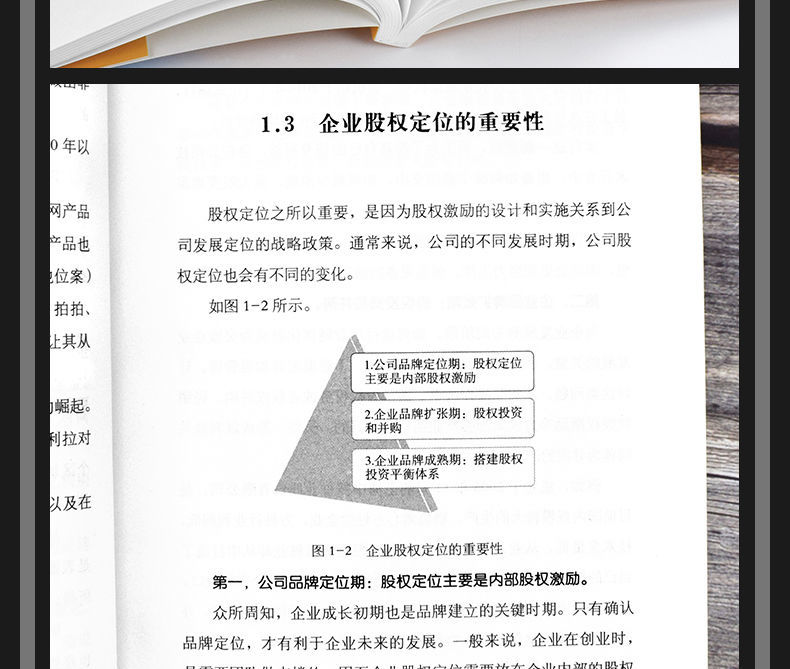 0 年以
网产品
产品也
位案）
拍拍、
让其从
崛起。
利拉对
以及在
1.3 企业股权定位的重要性
股权定位之所以重要，是因为股权激励的设计和实施关系到公
司发展定位的战略政策。通常来说，公司的不同发展时期，公司股
权定位也会有不同的变化。
如图1-2所示。
1.公司品牌定位期：股权定位
主要是内部股权激励
2.企业品牌扩张期：股权投资
和并购
3.企业品牌成熟期：搭建股权
投资平衡体系
图 1-2 企业股权定位的重要性
第一，公司品牌定位期：股权定位主要是内部股权激励。
众所周知，企业成长初期也是品牌建立的关键时期。只有确认
品牌定位，才有利于企业未来的发展。一般来说，企业在创业时，